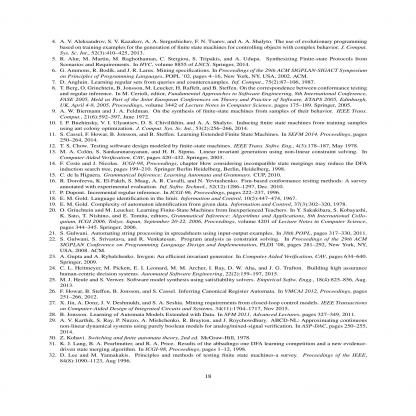 4. A. V. Aleksandrov, S. V. Kazakov, A. A. Sergushichev, F. N. Tsarev, and A. A. Shalyto. The use of evolutionary programming
based on training examples for the generation of finite state machines for controlling objects with complex behavior. J. Comput.
Sys. Sc. Int., 52(3):410–425, 2013.
5. R. Alur, M. Martin, M. Raghothaman, C. Stergiou, S. Tripakis, and A. Udupa. Synthesizing Finite-state Protocols from
Scenarios and Requirements. In HVC, volume 8855 of LNCS. Springer, 2014.
6. G. Ammons, R. Bodík, and J. R. Larus. Mining specifications. In Proceedings of the 29th ACM SIGPLAN-SIGACT Symposium
on Principles of Programming Languages, POPL '02, pages 4–16, New York, NY, USA, 2002. ACM.
7. D. Angluin. Learning regular sets from queries and counterexamples. Inf. Comput., 75(2):87–106, 1987.
8. T. Berg, O. Grinchtein, B. Jonsson, M. Leucker, H. Raffelt, and B. Steffen. On the correspondence between conformance testing
and regular inference. In M. Cerioli, editor, Fundamental Approaches to Software Engineering, 8th International Conference,
FASE 2005, Held as Part of the Joint European Conferences on Theory and Practice of Software, ETAPS 2005, Edinburgh,
UK, April 4-8, 2005, Proceedings, volume 3442 of Lecture Notes in Computer Science, pages 175–189. Springer, 2005.
9. A. W. Biermann and J. A. Feldman. On the synthesis of finite-state machines from samples of their behavior. IEEE Trans.
Comput., 21(6):592–597, June 1972.
10. I. P. Buzhinsky, V. I. Ulyantsev, D. S. Chivilikhin, and A. A. Shalyto. Inducing finite state machines from training samples
using ant colony optimization. J. Comput. Sys. Sc. Int., 53(2):256–266, 2014.
11. S. Cassel, F. Howar, B. Jonsson, and B. Steffen. Learning Extended Finite State Machines. In SEFM 2014, Proceedings, pages
250–264, 2014.
12. T. S. Chow. Testing software design modeled by finite-state machines. IEEE Trans. Softw. Eng., 4(3):178–187, May 1978.
13. M. A. Colón, S. Sankaranarayanan, and H. B. Sipma. Linear invariant generation using non-linear constraint solving. In
Computer Aided Verification, CAV, pages 420–432. Springer, 2003.
14. F. Coste and J. Nicolas. ICGI-98, Proceedings, chapter How considering incompatible state mergings may reduce the DFA
induction search tree, pages 199–210. Springer Berlin Heidelberg, Berlin, Heidelberg, 1998.
15. C. de la Higuera. Grammatical Inference: Learning Automata and Grammars. CUP, 2010.
16. R. Dorofeeva, K. El-Fakih, S. Maag, A. R. Cavalli, and N. Yevtushenko. Fsm-based conformance testing methods: A survey
annotated with experimental evaluation. Inf. Softw. Technol., 52(12):1286–1297, Dec. 2010.
17. P. Dupont. Incremental regular inference. In ICGI-96, Proceedings, pages 222–237, 1996.
18. E. M. Gold. Language identification in the limit. Information and Control, 10(5):447–474, 1967.
19. E. M. Gold. Complexity of automaton identification from given data. Information and Control, 37(3):302–320, 1978.
20. O. Grinchtein and M. Leucker. Learning Finite-State Machines from Inexperienced Teachers. In Y. Sakakibara, S. Kobayashi,
K. Sato, T. Nishino, and E. Tomita, editors, Grammatical Inference: Algorithms and Applications, 8th International Collo-
quium, ICGI 2006, Tokyo, Japan, September 20-22, 2006, Proceedings, volume 4201 of Lecture Notes in Computer Science,
pages 344–345. Springer, 2006.
21. S. Gulwani. Automating string processing in spreadsheets using input-output examples. In 38th POPL, pages 317–330, 2011.
22. S. Gulwani, S. Srivastava, and R. Venkatesan. Program analysis as constraint solving. In Proceedings of the 29th ACM
SIGPLAN Conference on Programming Language Design and Implementation, PLDI '08, pages 281–292, New York, NY,
USA, 2008. ACM.
23. A. Gupta and A. Rybalchenko. Invgen: An efficient invariant generator. In Computer Aided Verification, CAV, pages 634–640.
Springer, 2009.
24. C. L. Heitmeyer, M. Pickett, E. I. Leonard, M. M. Archer, I. Ray, D. W. Aha, and J. G. Trafton. Building high assurance
human-centric decision systems. Automated Software Engineering, 22(2):159–197, 2015.
25. M. J. Heule and S. Verwer. Software model synthesis using satisfiability solvers. Empirical Softw. Engg., 18(4):825–856, Aug.
2013.
26. F. Howar, B. Steffen, B. Jonsson, and S. Cassel. Inferring Canonical Register Automata. In VMCAI 2012, Proceedings, pages
251–266, 2012.
27. X. Jin, A. Donz, J. V. Deshmukh, and S. A. Seshia. Mining requirements from closed-loop control models. IEEE Transactions
on Computer-Aided Design of Integrated Circuits and Systems, 34(11):1704–1717, Nov 2015.
28. B. Jonsson. Learning of Automata Models Extended with Data. In SFM 2011, Advanced Lectures, pages 327–349, 2011.
29. A. V. Karthik, S. Ray, P. Nuzzo, A. Mishchenko, R. Brayton, and J. Roychowdhury. ABCD-NL: Approximating continuous
non-linear dynamical systems using purely boolean models for analog/mixed-signal verification. In ASP-DAC, pages 250–255,
2014.
30. Z. Kohavi. Switching and finite automata theory, 2nd ed. McGraw-Hill, 1978.
31. K. J. Lang, B. A. Pearlmutter, and R. A. Price. Results of the abbadingo one DFA learning competition and a new evidence-
driven state merging algorithm. In ICGI-98, Proceedings, pages 1–12, 1998.
32. D. Lee and M. Yannakakis. Principles and methods of testing finite state machines–a survey. Proceedings of the IEEE,
84(8):1090–1123, Aug 1996.
18